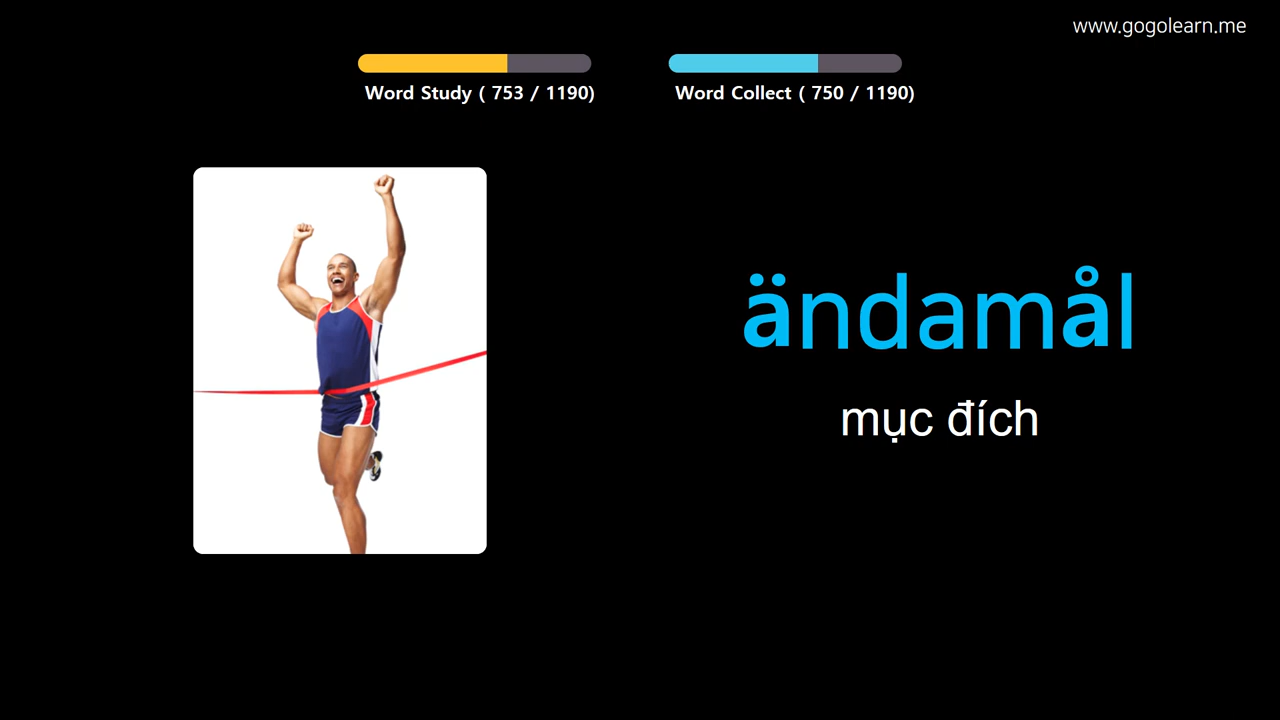 www.gogolearn.me
Word Study ( 753 / 1190)
Word Collect ( 750 / 1190)
ändamål
mục đích